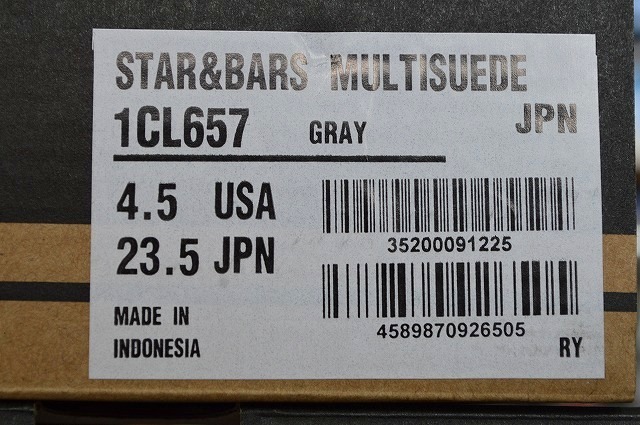 STAR&BARS MULTISUEDE
1CL657 GRAY JPN
4.5 USA
23.5 JPN
35200091225
4589870926505
MADE IN
INDONESIA
RY